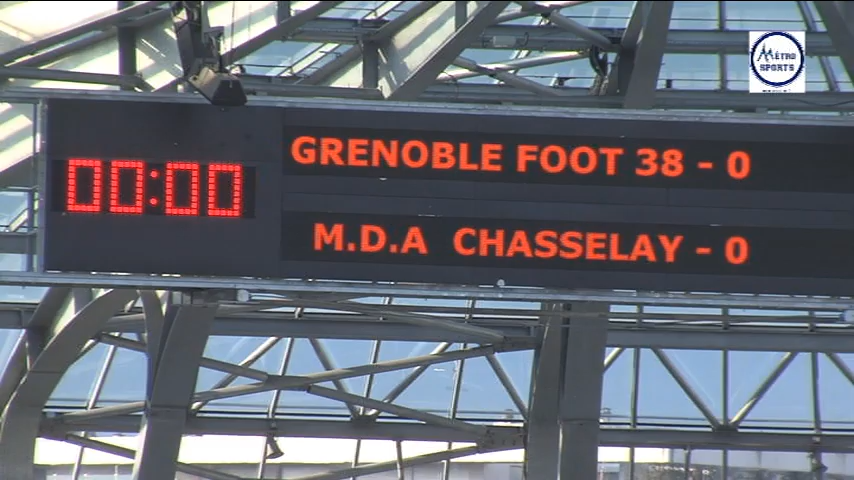 MÉTRO
SPORTS
00:00
GRENOBLE FOOT 38 - 0
M.D.A CHASSELAY - 0